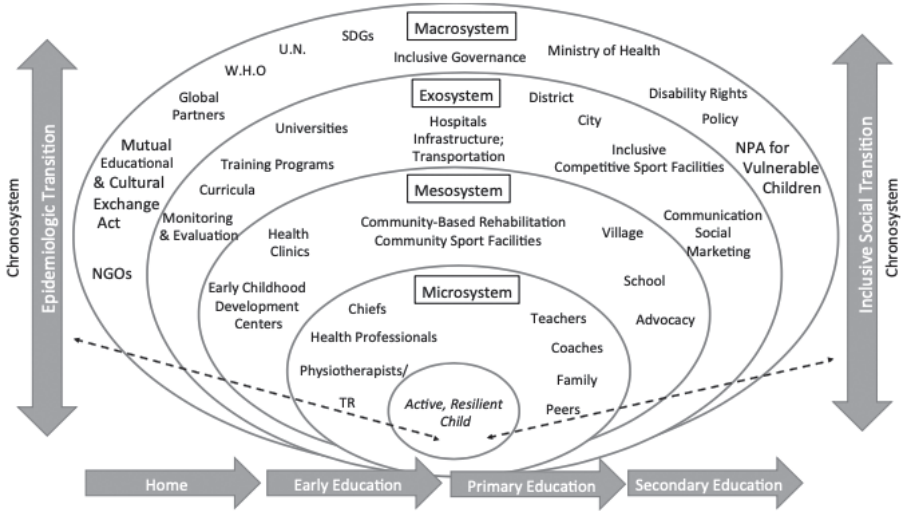 Macrosystem
SDGs
U.N.
Inclusive Governance
Ministry of Health
W.H.O
Global
Partners
Disability Rights
Policy
Mutual
Educational
& Cultural
Exchange
Act
NPA for
Vulnerable
Children
NGOs
Exosystem
District
City
Universities
Hospitals
Infrastructure;
Transportation
Training Programs
Inclusive
Competitive Sport Facilities
Curricula
Monitoring
& Evaluation
Communication
Social
Marketing
Mesosystem
Community-Based Rehabilitation
Community Sport Facilities
Health
Clinics
Village
Early Childhood
Development
Centers
School
Advocacy
Microsystem
Chiefs
Teachers
Health Professionals
Coaches
Physiotherapists/
TR
Family
Peers
Active, Resilient
Child
Chronosystem
Epidemiologic Transition
Inclusive Social Transition
Chronosystem
Home
Early Education
Primary Education
Secondary Education